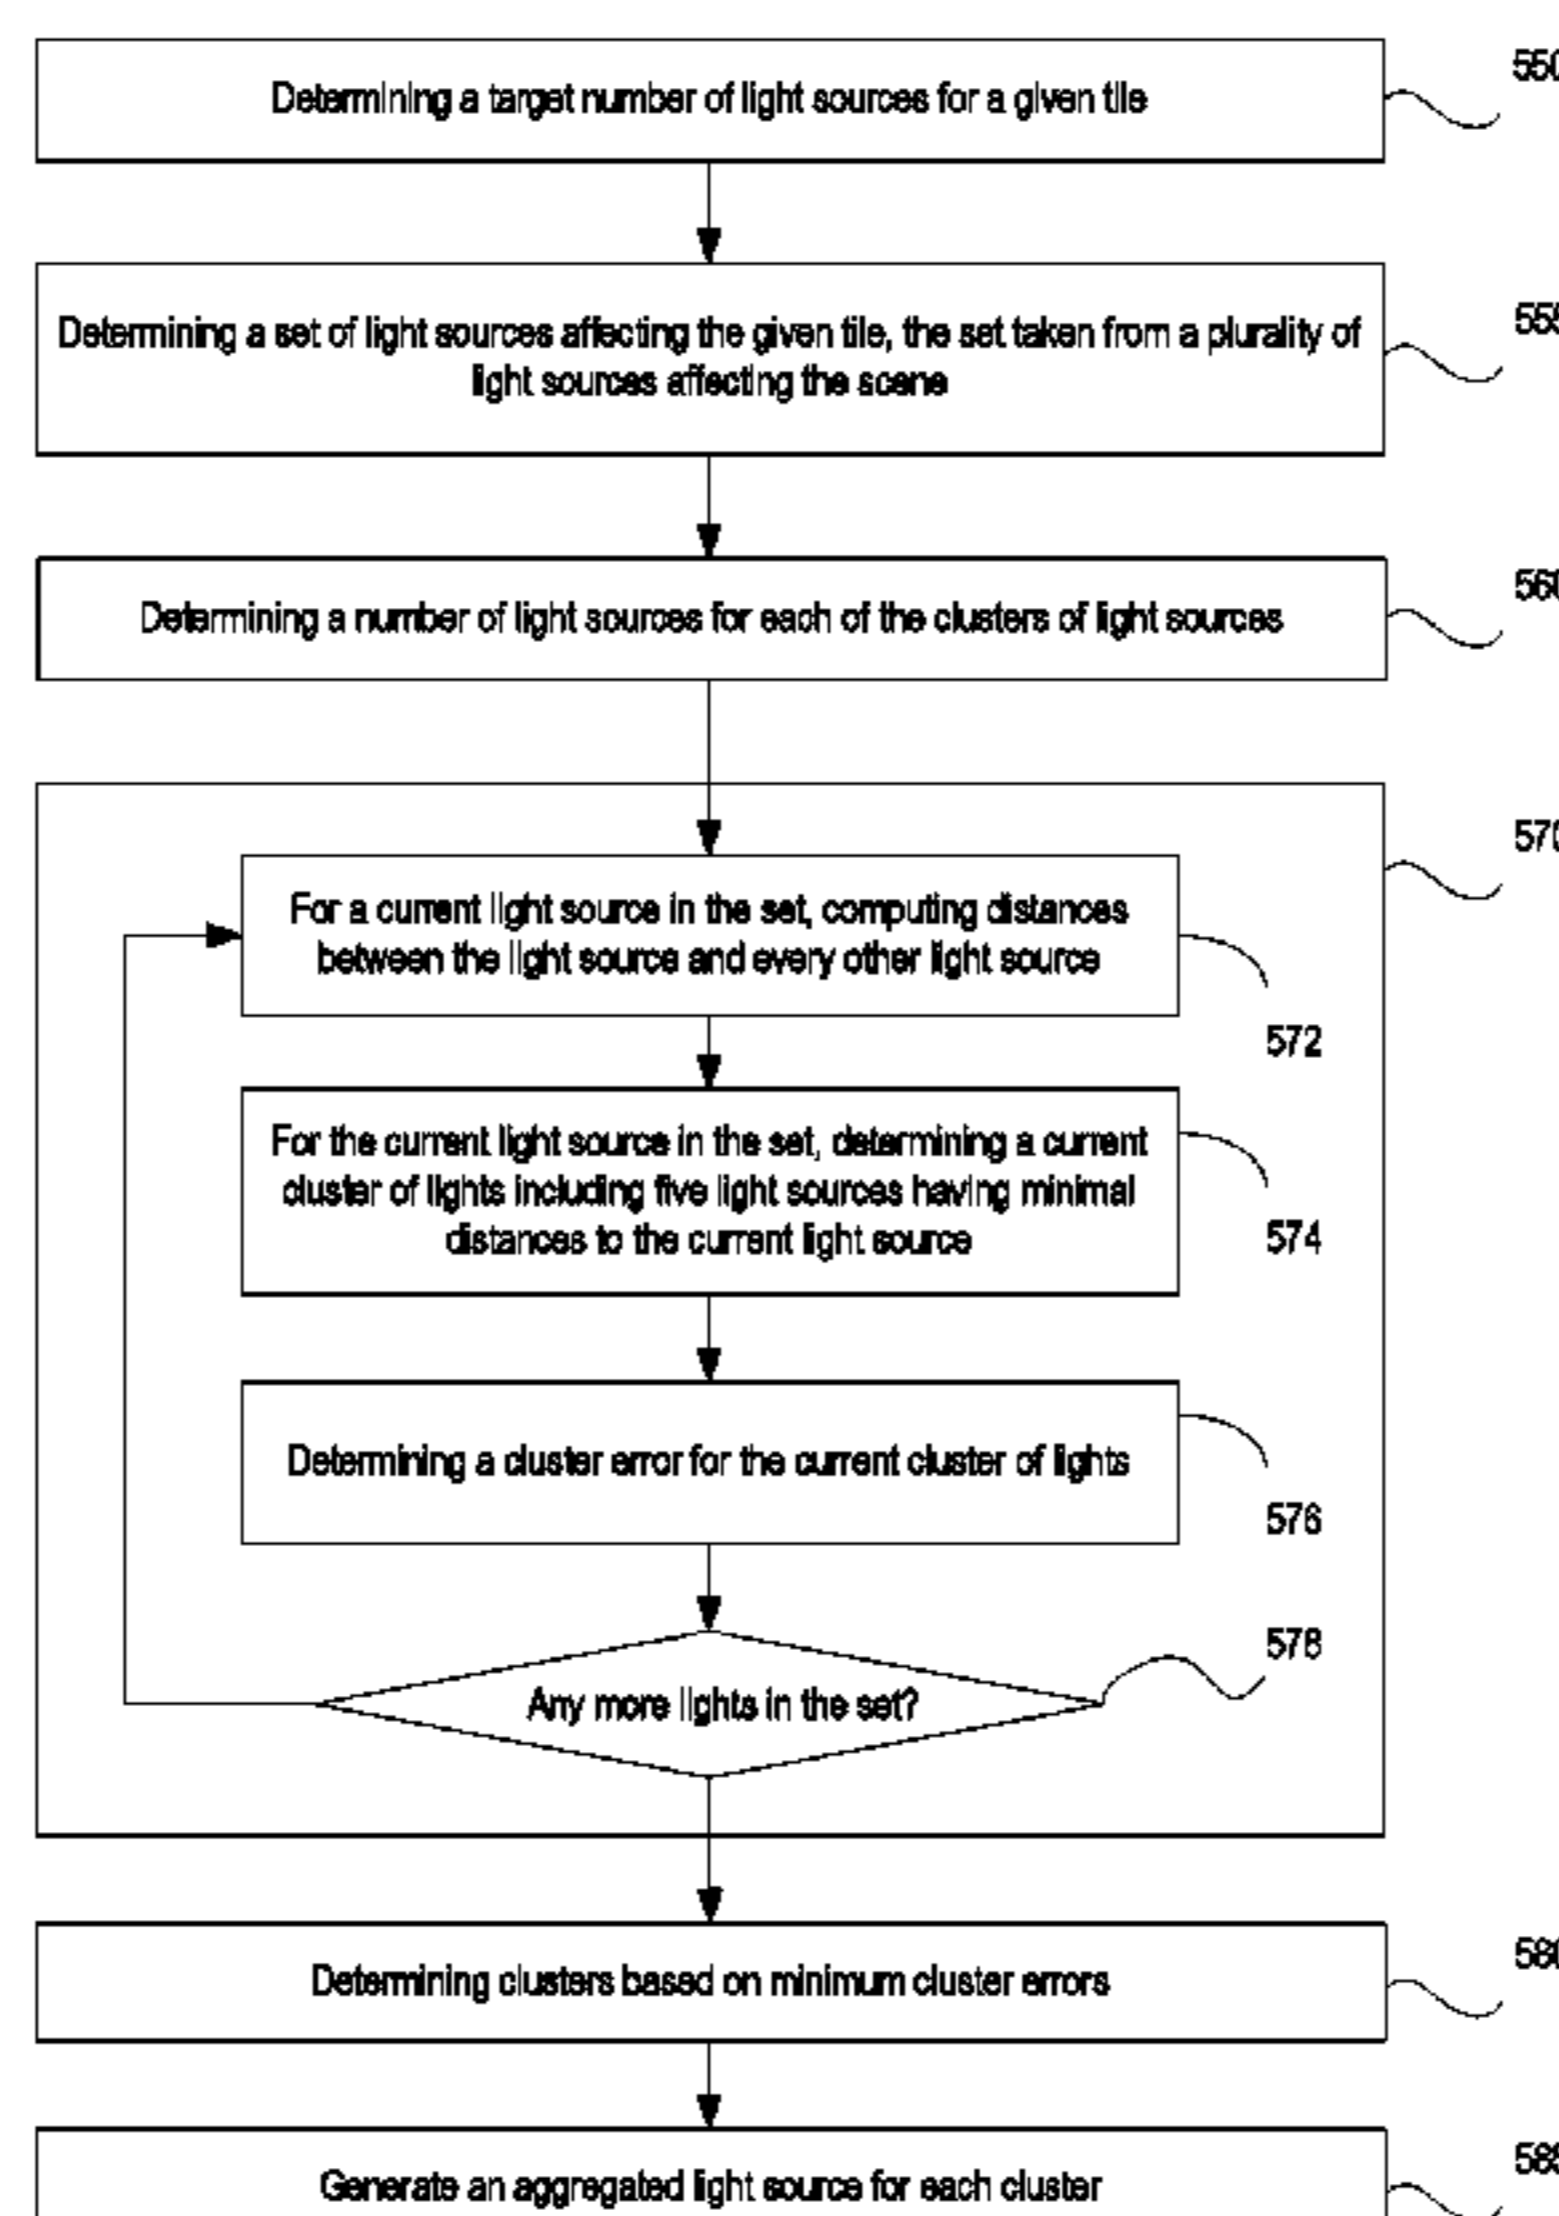 Determining a target number of light sources for a given tile
550
Determining a set of light sources affecting the given tile, the set taken from a plurality of
light sources affecting the scene
555
Determining a number of light sources for each of the clusters of light sources
560
570
For a current light source in the set, computing distances
between the light source and every other light source
572
For the current light source in the set, determining a current
cluster of lights including five light sources having minimal
distances to the current light source
574
Determining a cluster error for the current cluster of lights
576
578
Any more lights in the set?
Determining clusters based on minimum cluster errors
580
Generate an aggregated light source for each cluster